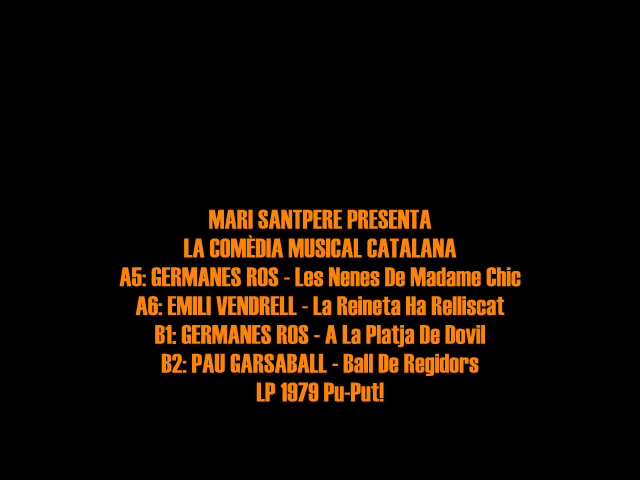 MARI SANTPERE PRESENTA
LA COMÈDIA MUSICAL CATALANA
A5: GERMANES ROS - Les Nenes De Madame Chic
A6: EMILI VENDRELL - La Reineta Ha Relliscat
B1: GERMANES ROS - A La Platja De Dovil
B2: PAU GARSABALL - Ball De Regidors
LP 1979 Pu-Put!